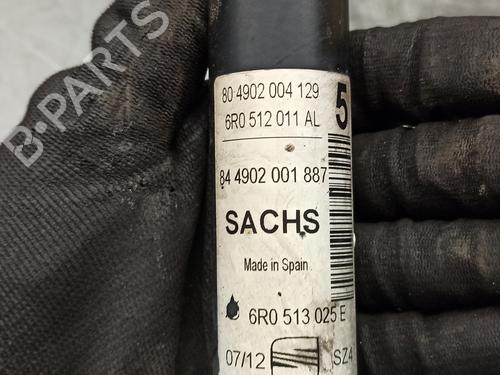 B-PARTS
80 4902 004 129
6R0 512 011 AL
5
84 4902 001 887
SACHS
Made in Spain
6R0 513 025 E
07/12
SZ4